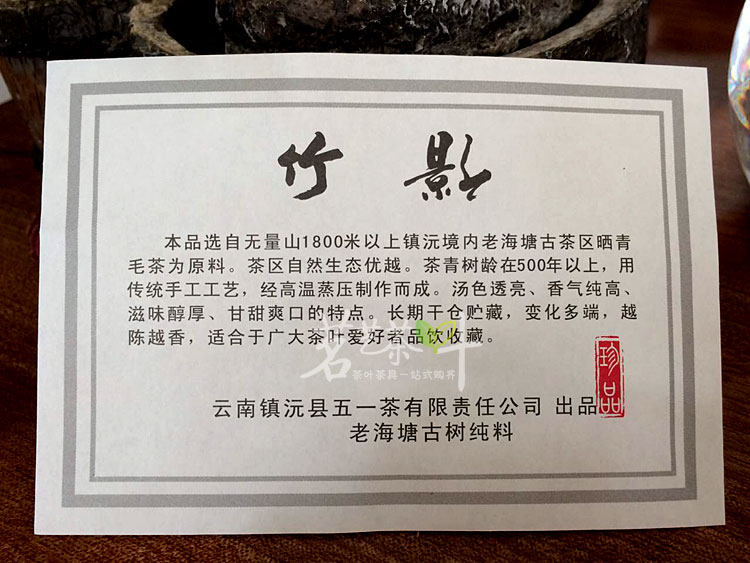 竹 影
本品选自无量山1800米以上镇沅境内老海塘古茶区晒青
毛茶为原料。茶区自然生态优越。茶青树龄在500年以上，用
传统手工工艺，经高温蒸压制作而成。汤色透亮、香气纯高、
滋味醇厚、甘甜爽口的特点。长期干仓贮藏，变化多端，越
陈越香，适合于广大茶叶爱好者品饮收藏。
茶叶茶具一站式购齐
云南镇沅县五一茶有限责任公司 出品
珍品
老海塘古树纯料